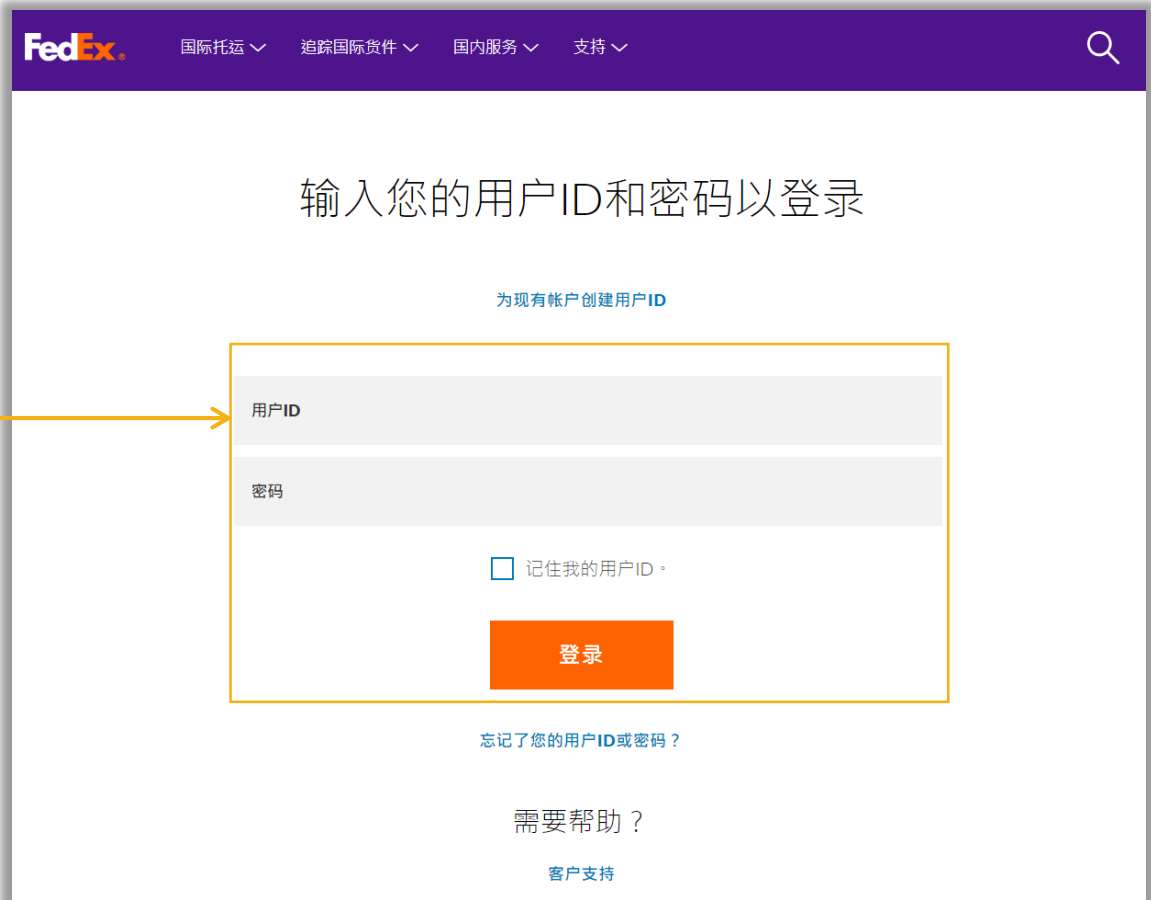 FedEx®
国际托运 追踪国际货件 国内服务 支持
输入您的用户ID和密码以登录
为现有帐户创建用户ID
用户ID
密码
记住我的用户ID。
登录
忘记了您的用户ID或密码？
需要帮助？
客户支持